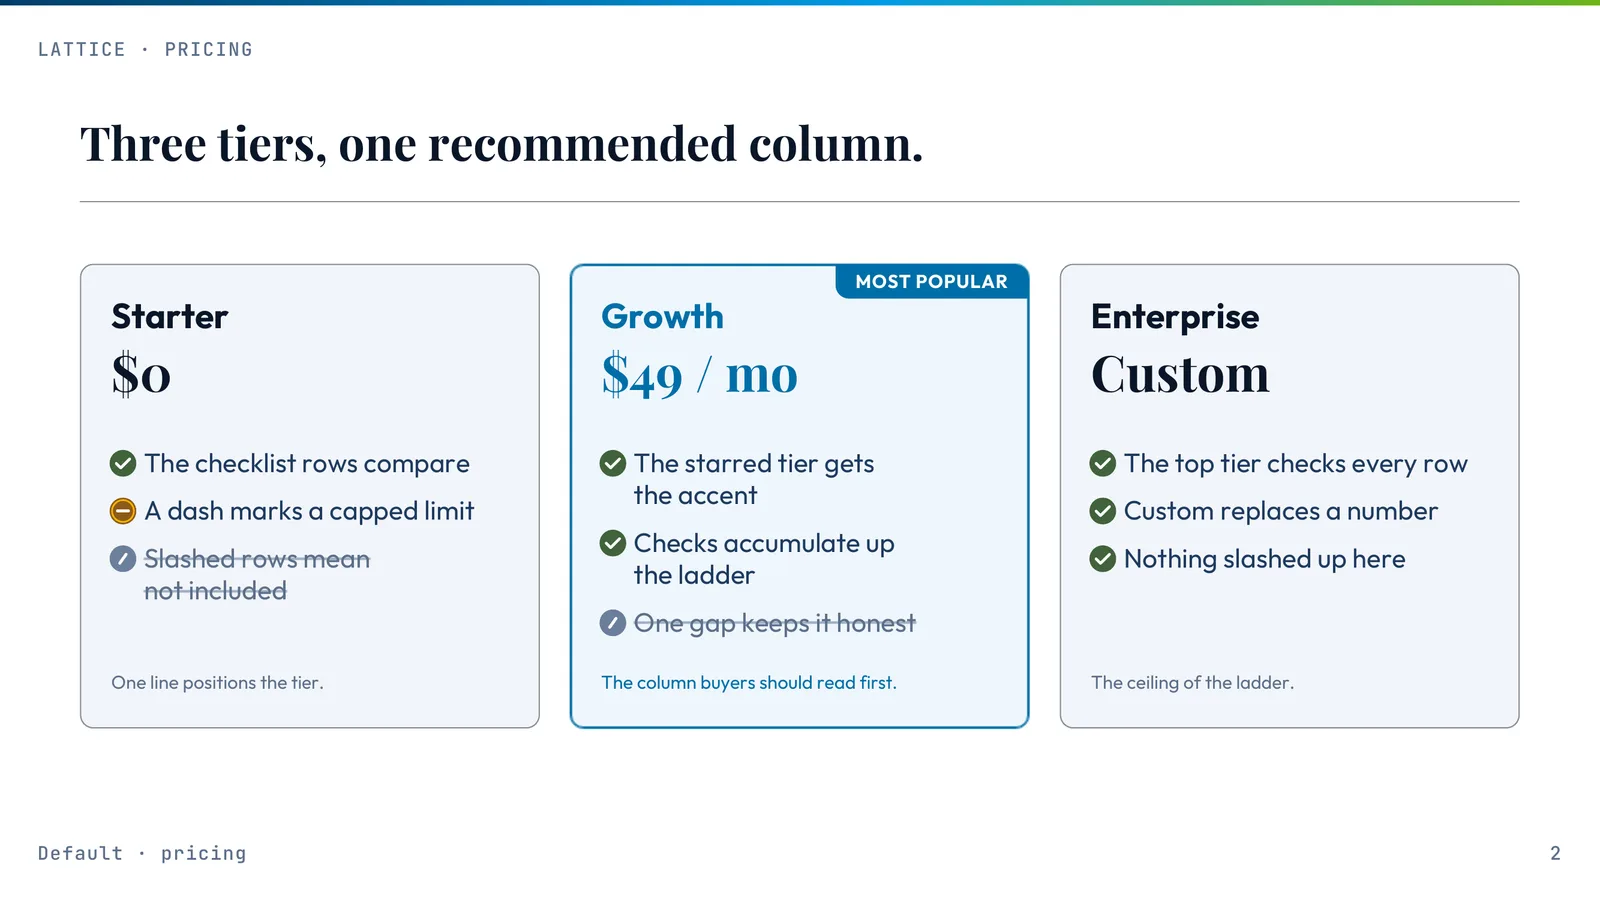 LATTICE · PRICING
Three tiers, one recommended column.
Starter
$0
The checklist rows compare
A dash marks a capped limit
Slashed rows mean
not included
One line positions the tier.
MOST POPULAR
Growth
$49 / mo
The starred tier gets
the accent
Checks accumulate up
the ladder
One gap keeps it honest
The column buyers should read first.
Enterprise
Custom
The top tier checks every row
Custom replaces a number
Nothing slashed up here
The ceiling of the ladder.
Default · pricing
2